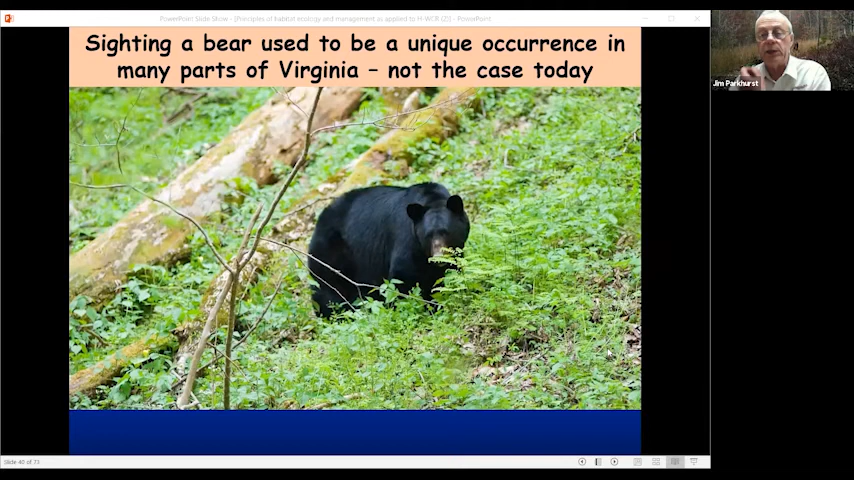 PowerPoint Slide Show - [Principles of habitat ecology and management as applied to H-WCR (2)] - PowerPoint
Sighting a bear used to be a unique occurrence in
many parts of Virginia – not the case today
Jim Parkhurst
Slide 40 of 73